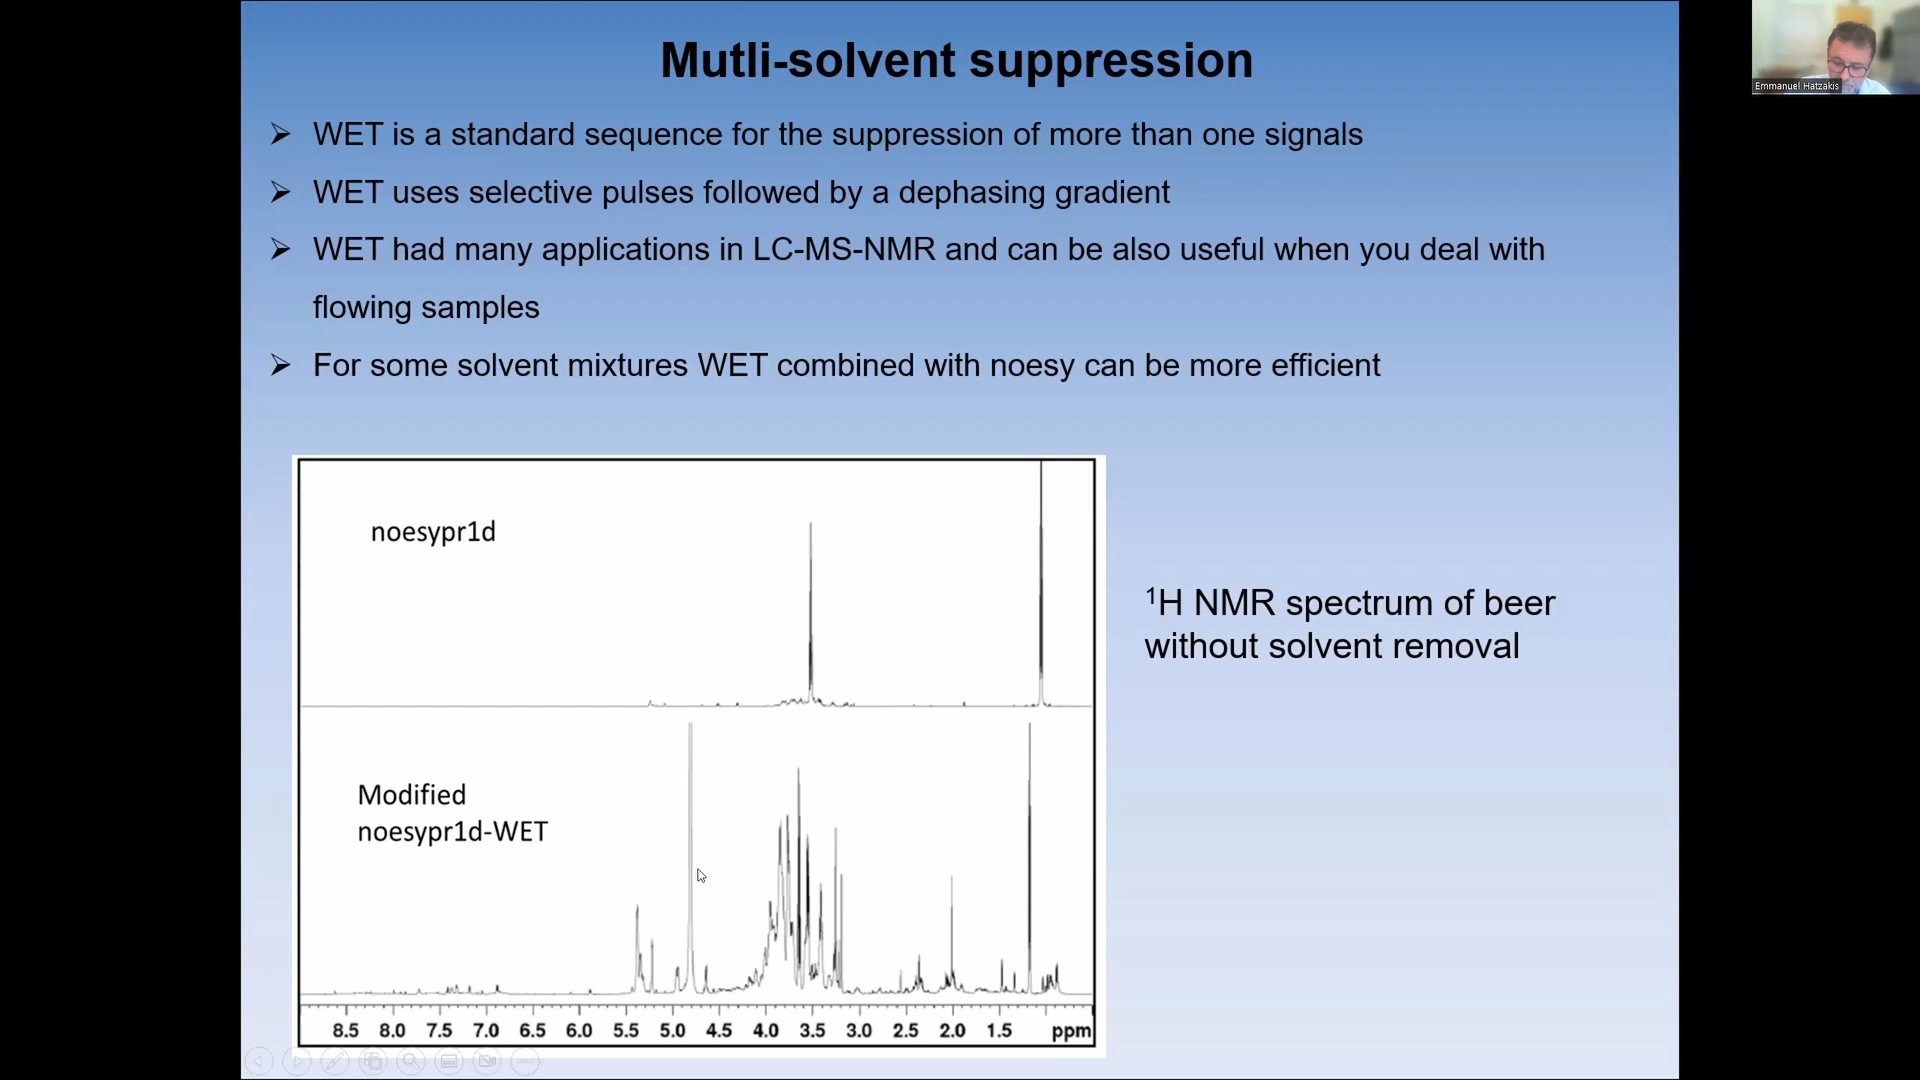 Mutli-solvent suppression
Emmanuel Hatzakis
➢ WET is a standard sequence for the suppression of more than one signals
➢ WET uses selective pulses followed by a dephasing gradient
➢ WET had many applications in LC-MS-NMR and can be also useful when you deal with
flowing samples
➢ For some solvent mixtures WET combined with noesy can be more efficient
noesypr1d
¹H NMR spectrum of beer
without solvent removal
Modified
noesypr1d-WET
8.5 8.0 7.5 7.0 6.5 6.0 5.5 5.0 4.5 4.0 3.5 3.0 2.5 2.0 1.5 ppm